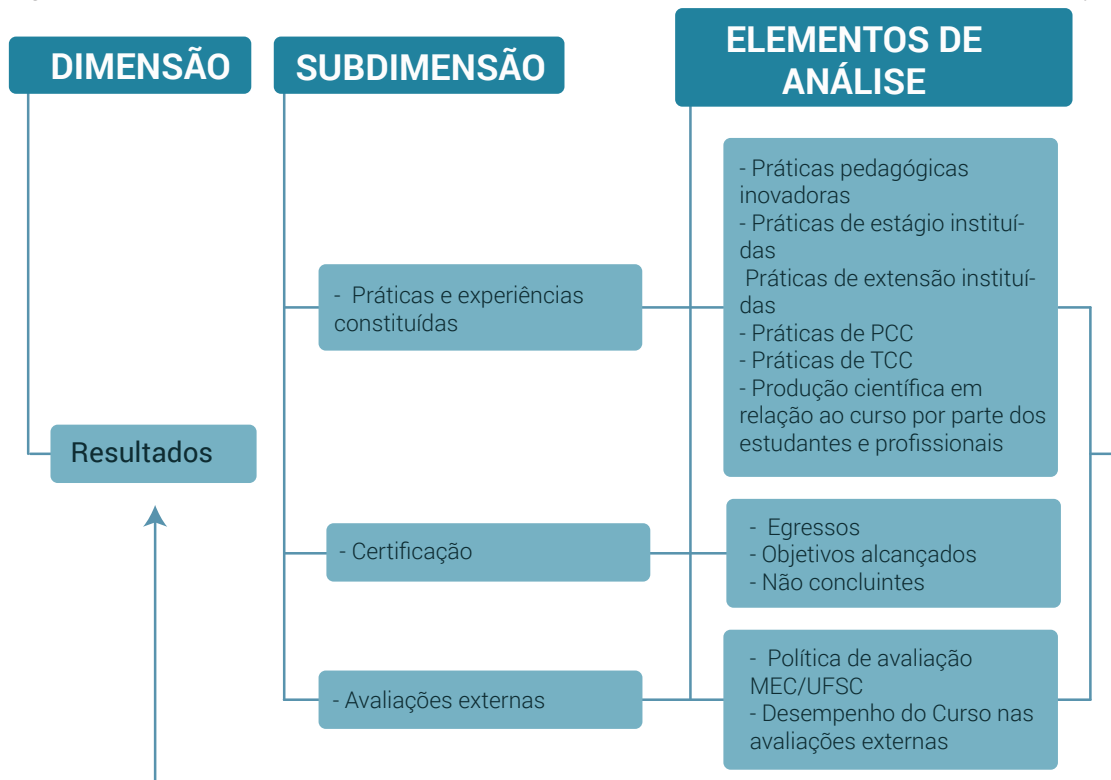 DIMENSÃO
SUBDIMENSÃO
ELEMENTOS DE
ANÁLISE
Resultados
- Práticas e experiências
constituídas
- Práticas pedagógicas
inovadoras
- Práticas de estágio instituí-
das
Práticas de extensão instituí-
das
- Práticas de PCC
- Práticas de TCC
- Produção científica em
relação ao curso por parte dos
estudantes e profissionais
- Certificação
- Egressos
- Objetivos alcançados
- Não concluintes
- Avaliações externas
- Política de avaliação
MEC/UFSC
- Desempenho do Curso nas
avaliações externas